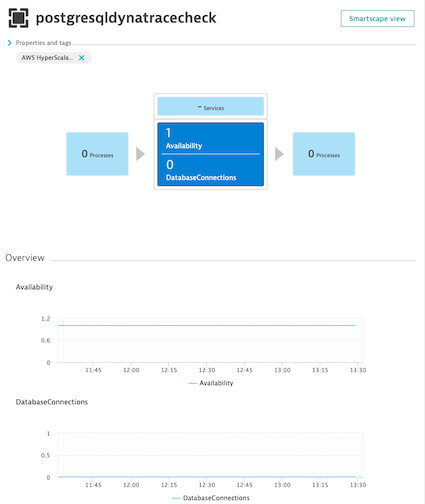 postgresqldynatracecheck
Smartscape view
Properties and tags
AWS HyperScala...
- Services
0 Processes
1
Availability
0
DatabaseConnections
0 Processes
Overview
Availability
1.2
0.6
0
11:45 12:00 12:15 12:30 12:45 13:00 13:15 13:30
Availability
DatabaseConnections
1
0.5
0
11:45 12:00 12:15 12:30 12:45 13:00 13:15 13:30
DatabaseConnections